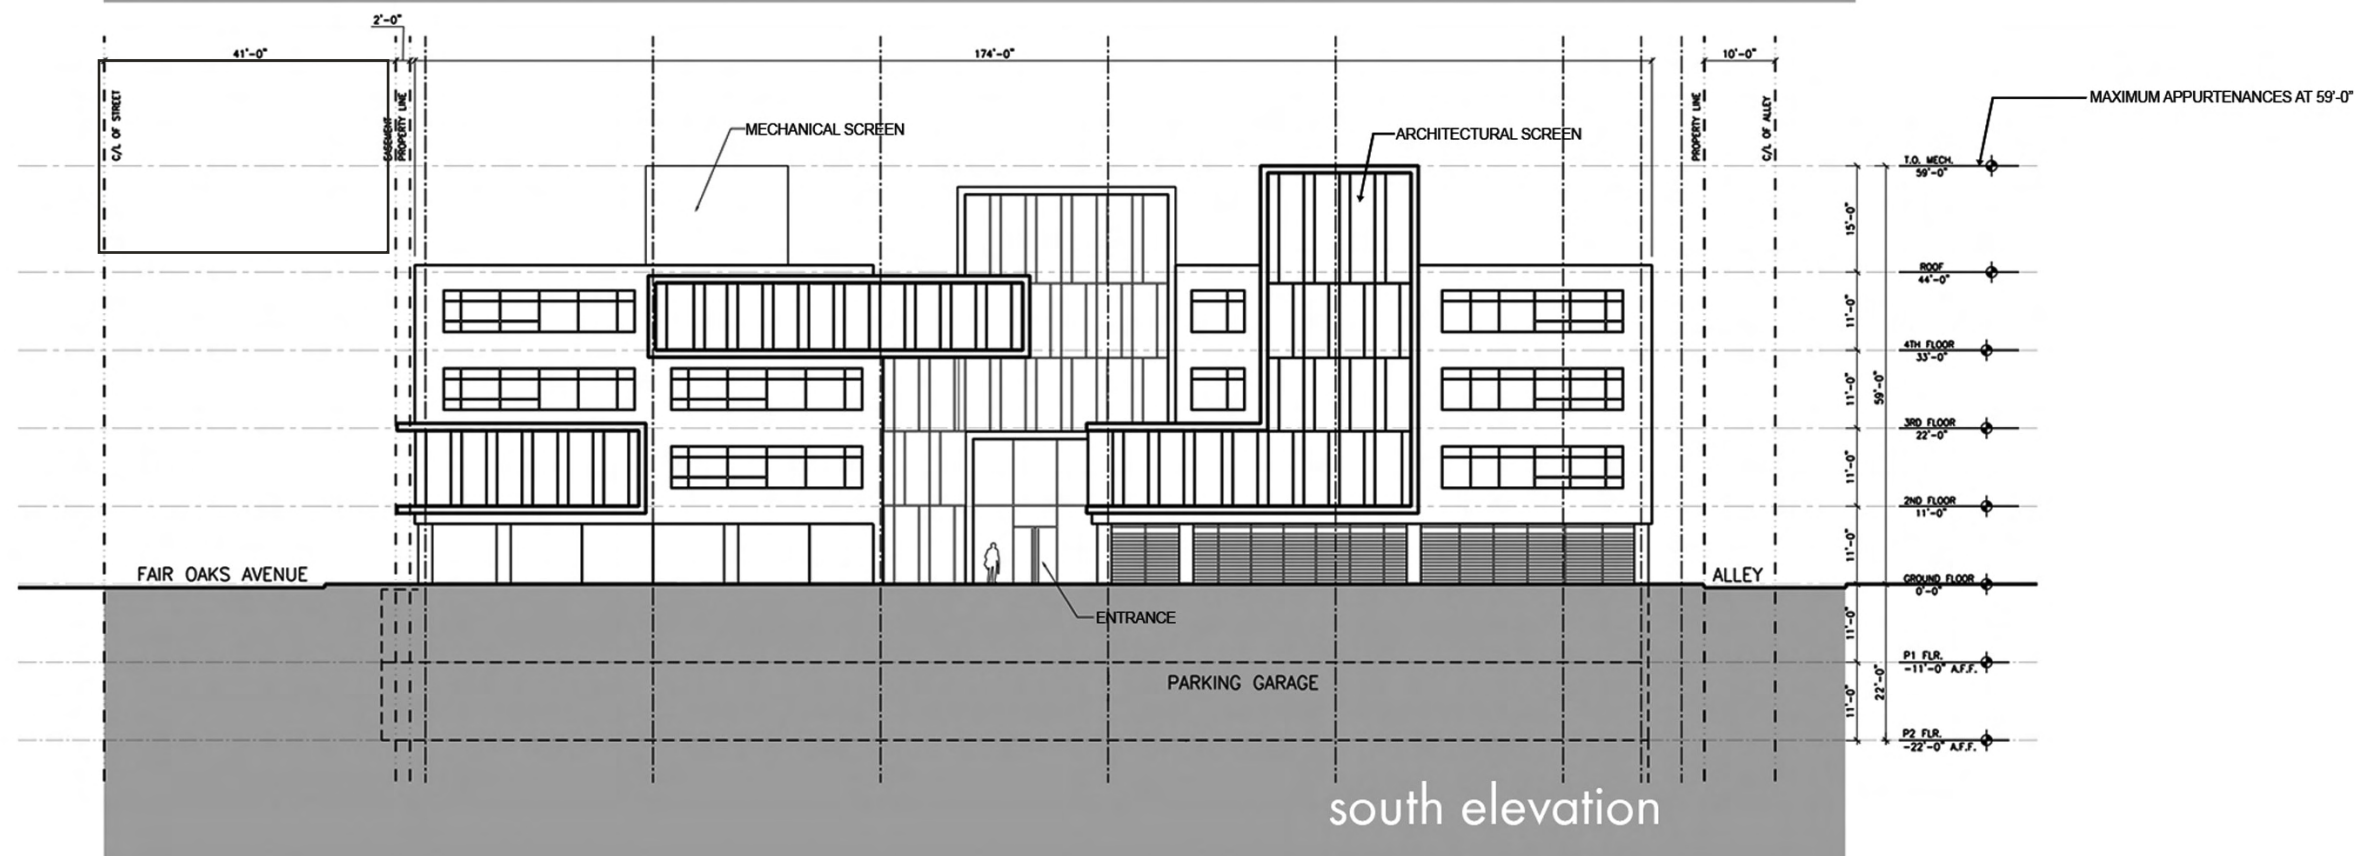 2'-0"
41'-0"
174'-0"
10'-0"
C/L OF STREET
EASEMENT
PROPERTY LINE
MECHANICAL SCREEN
ARCHITECTURAL SCREEN
PROPERTY LINE
C/L OF ALLEY
MAXIMUM APPURTENANCES AT 59'-0"
T.O. MECH.
59'-0"
15'-0"
ROOF
44'-0"
11'-0"
4TH FLOOR
33'-0"
11'-0"
59'-0"
3RD FLOOR
22'-0"
11'-0"
2ND FLOOR
11'-0"
11'-0"
FAIR OAKS AVENUE
ALLEY
GROUND FLOOR
0'-0"
ENTRANCE
11'-0"
P1 FLR.
-11'-0" A.F.F.
PARKING GARAGE
22'-0"
11'-0"
P2 FLR.
-22'-0" A.F.F.
south elevation